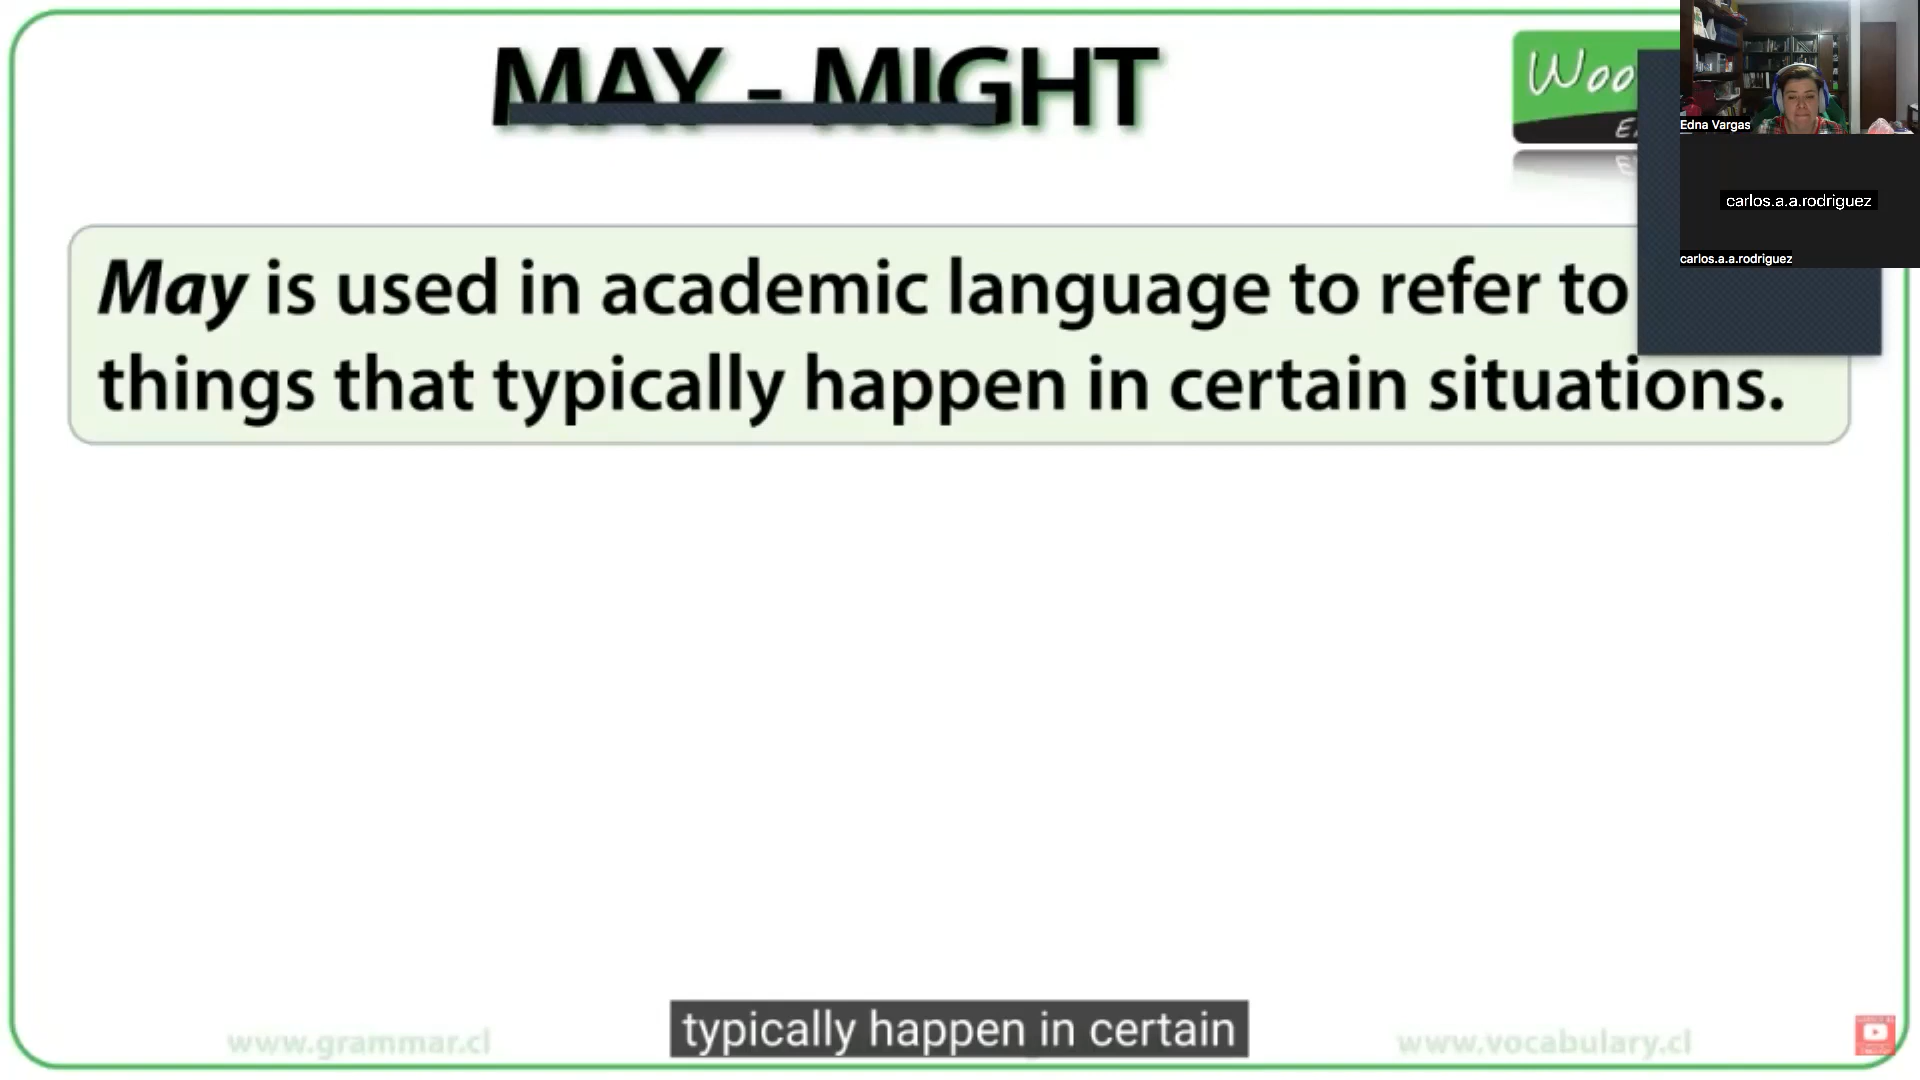 MAY - MIGHT
Woo
Edna Vargas
carlos.a.a.rodriguez
carlos.a.a.rodriguez
May is used in academic language to refer to
things that typically happen in certain situations.
typically happen in certain
www.grammar.cl
www.vocabulary.cl